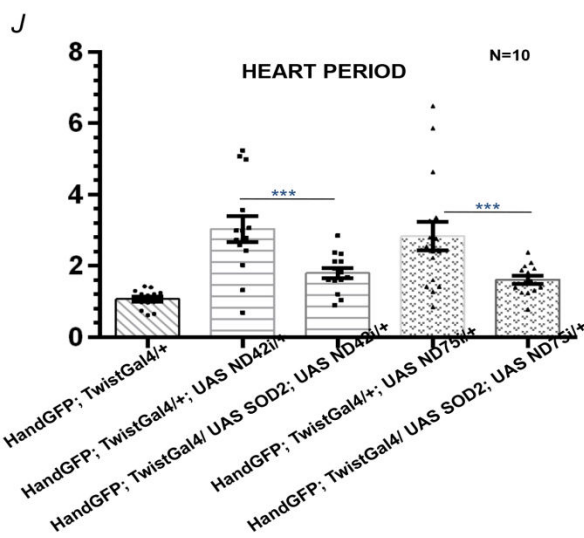 J
8
HEART PERIOD
N=10
6
4
***
***
2
0
HandGFP; TwistGal4/+
HandGFP; TwistGal4/+; UAS ND42i/+
HandGFP; TwistGal4/ UAS SOD2; UAS ND42i/+
HandGFP; TwistGal4/+; UAS ND75i/+
HandGFP; TwistGal4/ UAS SOD2; UAS ND75i/+